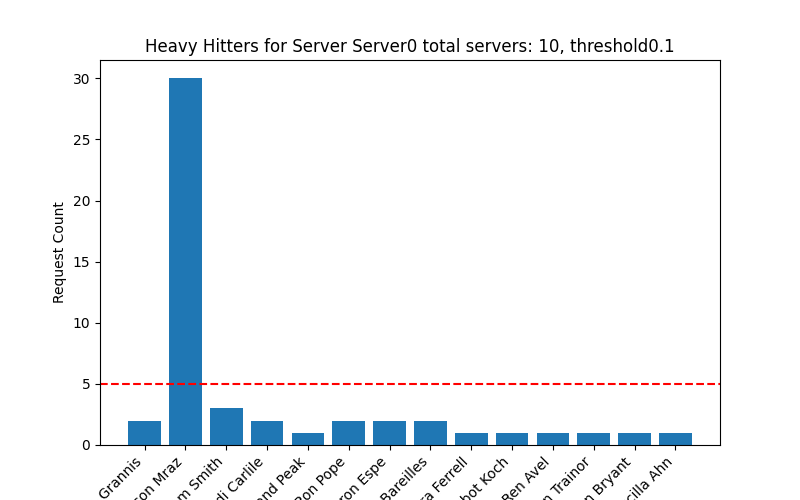 Heavy Hitters for Server Server0 total servers: 10, threshold0.1
Request Count
30
25
20
15
10
5
0
Grannis
son Mraz
m Smith
di Carlile
and Peak
Ron Pope
ron Espe
Bareilles
ra Ferrell
bot Koch
Ben Avel
n Trainor
n Bryant
cilla Ahn